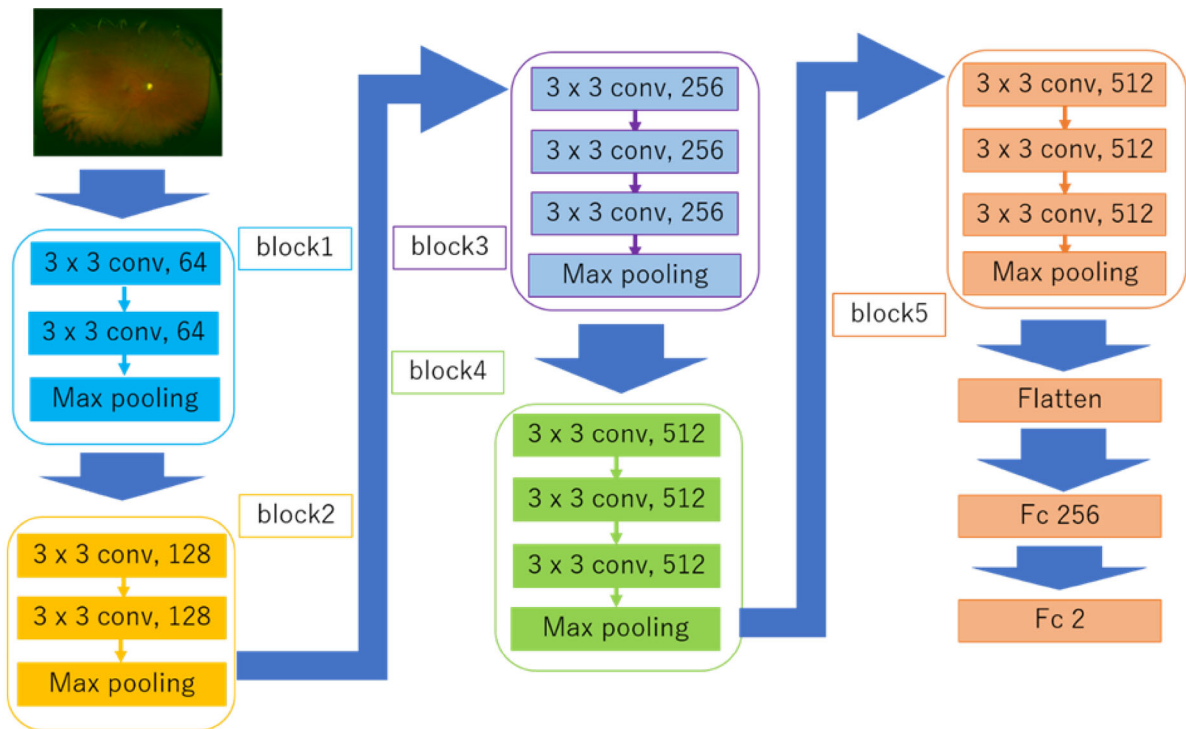 block1
3 x 3 conv, 64
3 x 3 conv, 64
Max pooling
block2
3 x 3 conv, 128
3 x 3 conv, 128
Max pooling
block3
3 x 3 conv, 256
3 x 3 conv, 256
3 x 3 conv, 256
Max pooling
block4
3 x 3 conv, 512
3 x 3 conv, 512
3 x 3 conv, 512
Max pooling
block5
3 x 3 conv, 512
3 x 3 conv, 512
3 x 3 conv, 512
Max pooling
Flatten
Fc 256
Fc 2